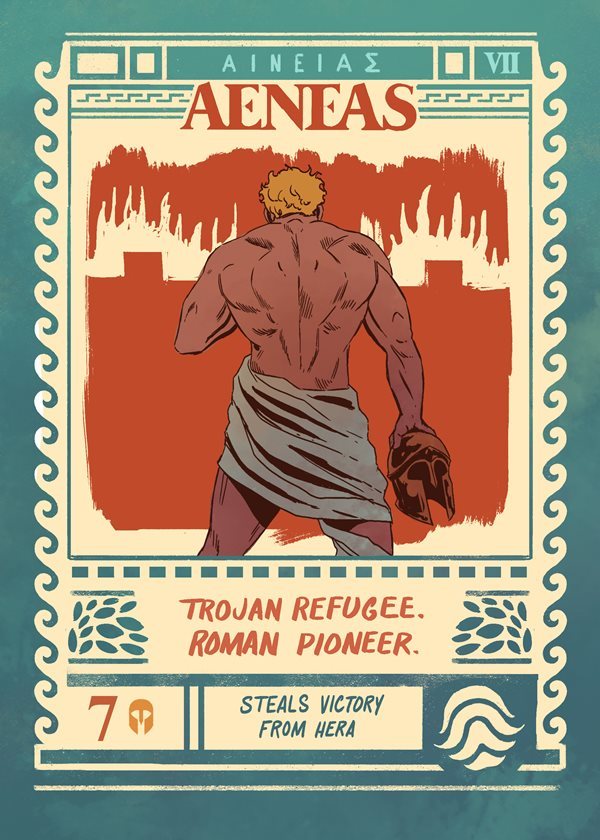 ΑΙΝΕΙΑΣ
VII
AENEAS
TROJAN REFUGEE.
ROMAN PIONEER.
7
STEALS VICTORY
FROM HERA